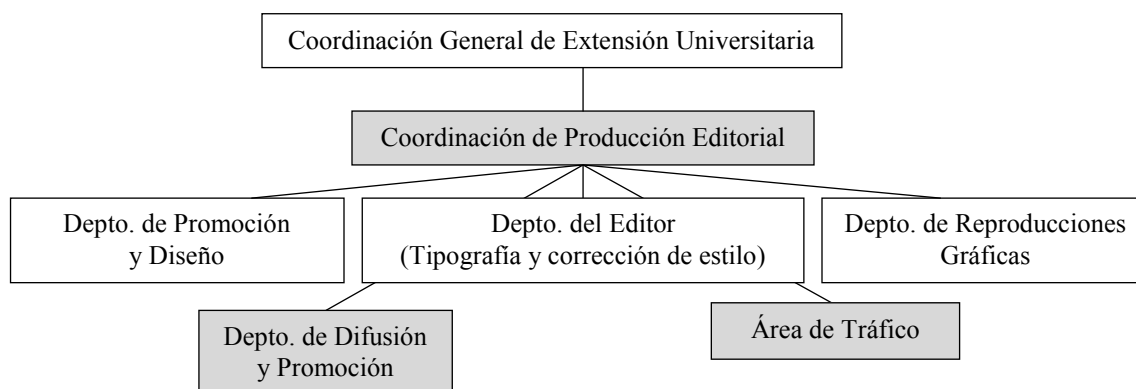 Coordinación General de Extensión Universitaria
Coordinación de Producción Editorial
Depto. de Promoción
y Diseño
Depto. del Editor
(Tipografía y corrección de estilo)
Depto. de Reproducciones
Gráficas
Depto. de Difusión
y Promoción
Área de Tráfico